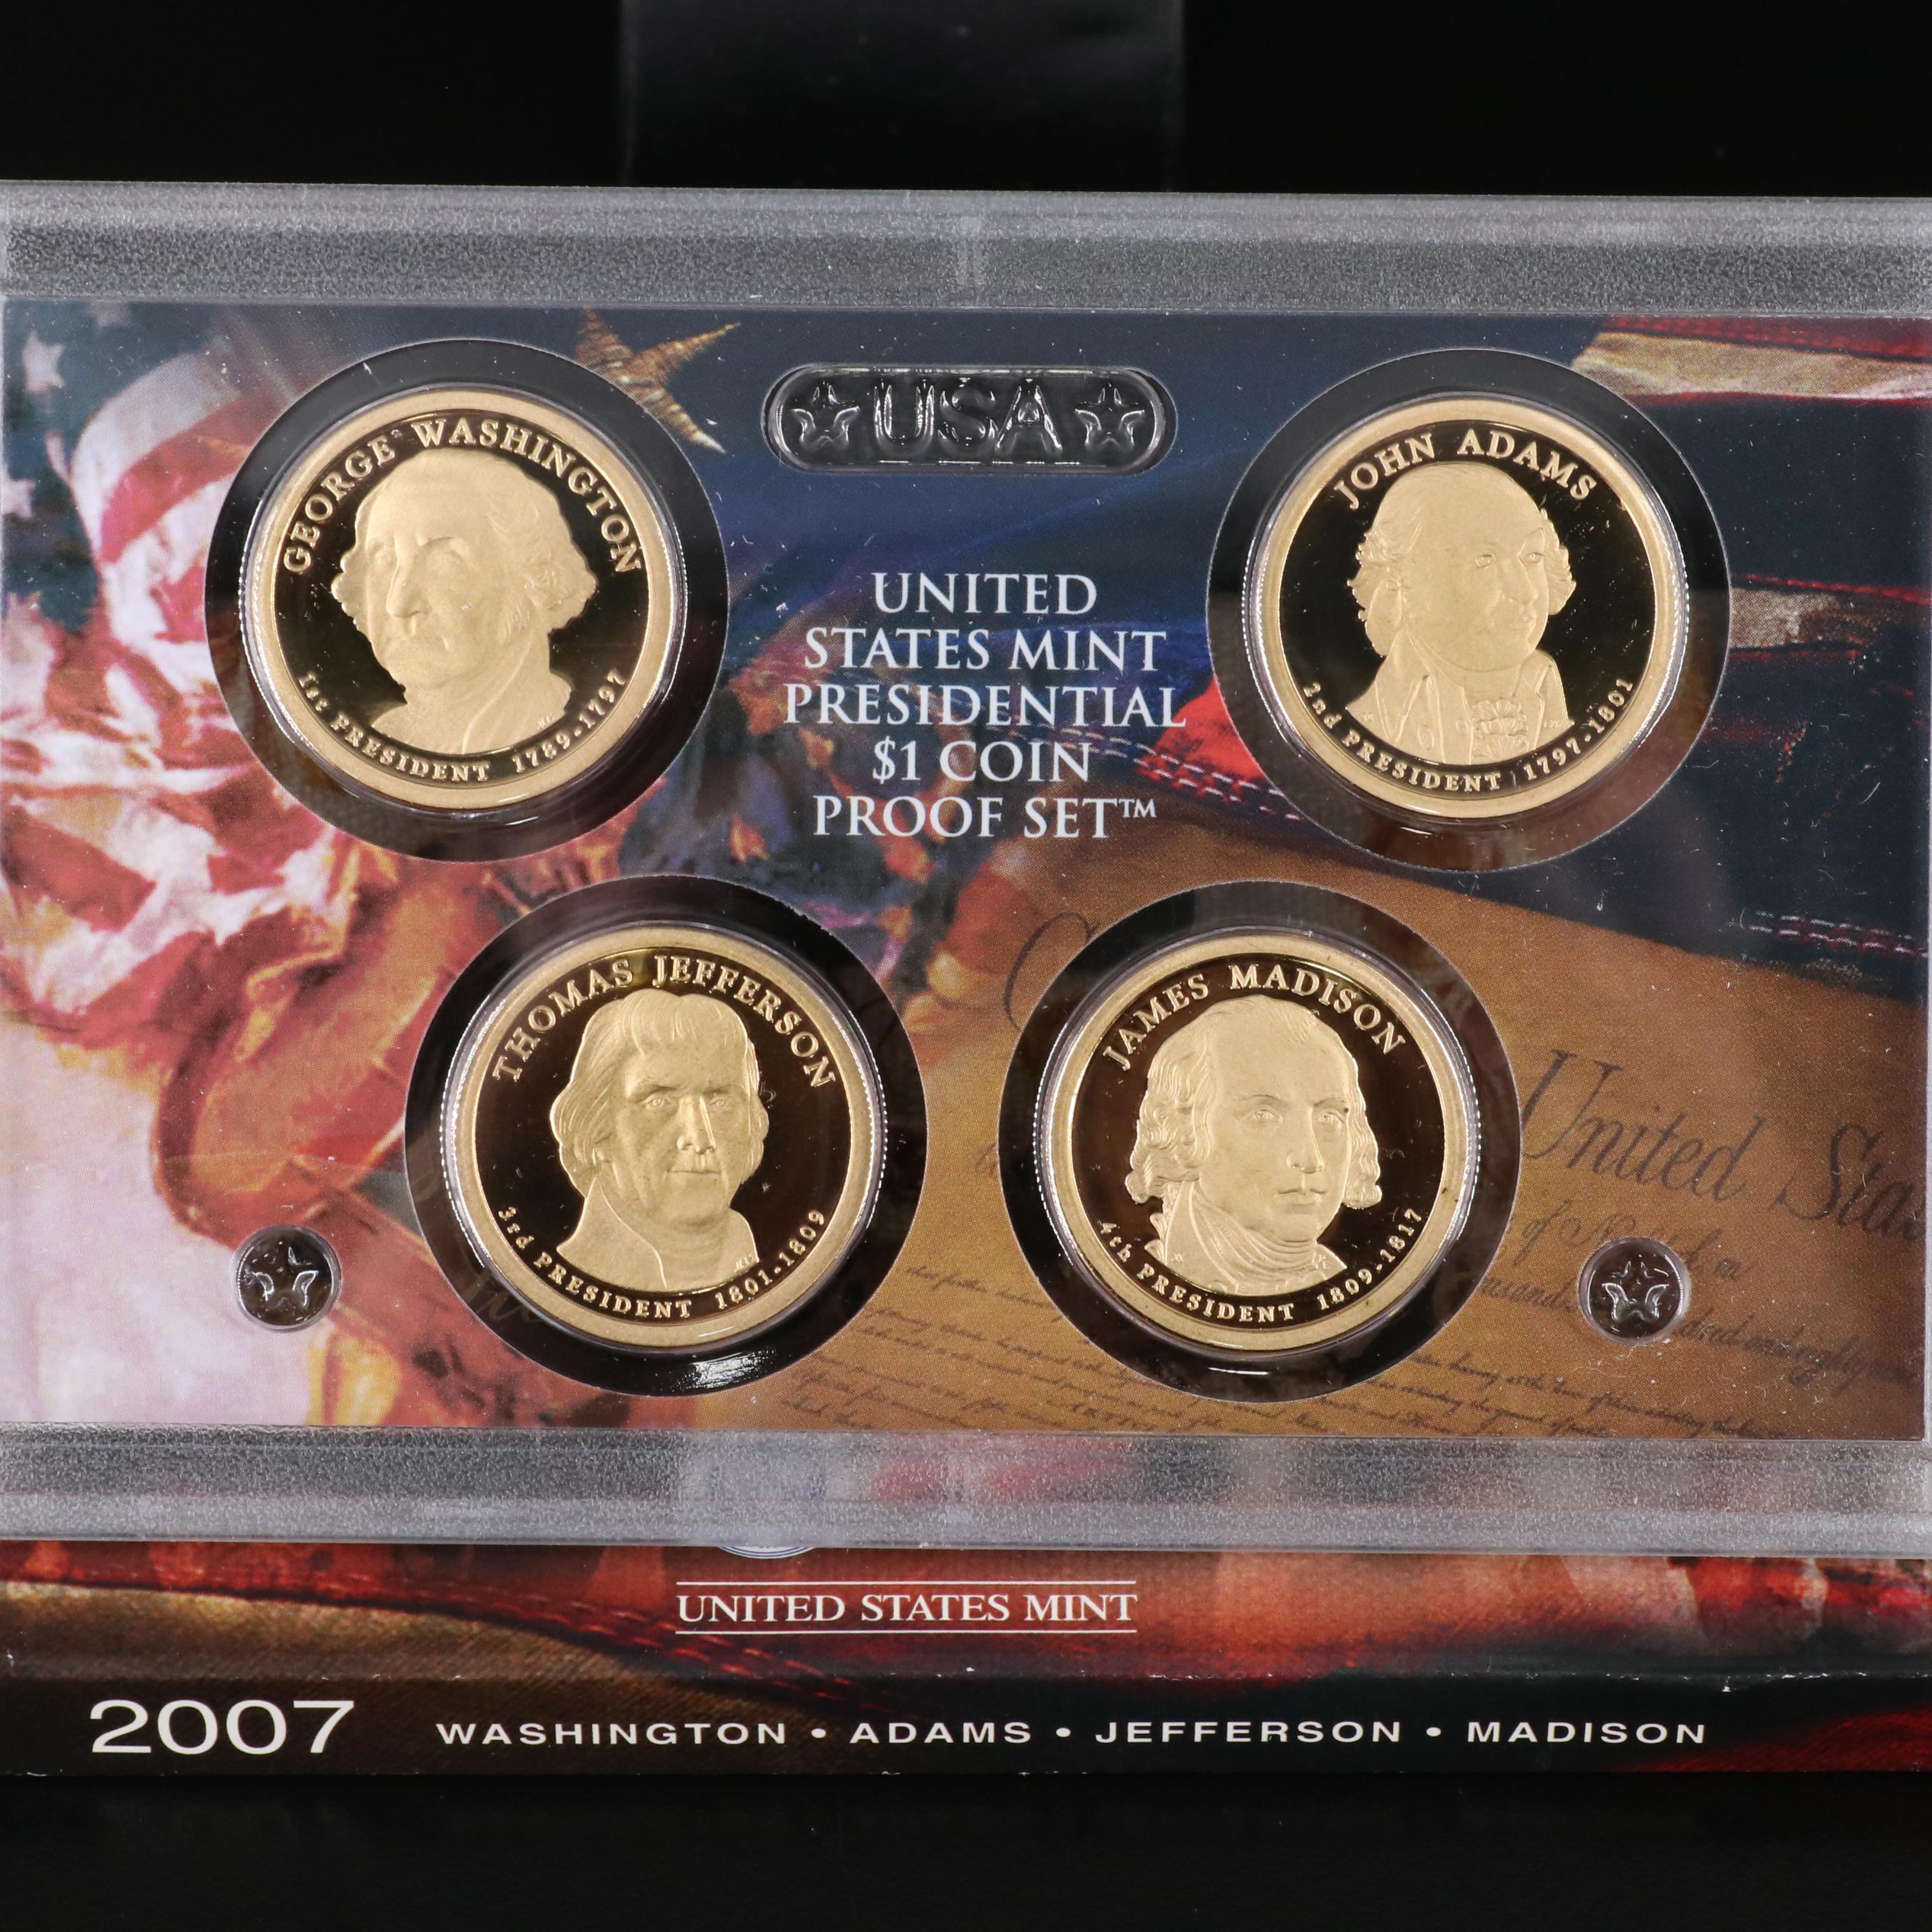 USA
GEORGE WASHINGTON
1st PRESIDENT 1789-1797
JOHN ADAMS
2nd PRESIDENT 1797-1801
UNITED
STATES MINT
PRESIDENTIAL
$1 COIN
PROOF SET™
THOMAS JEFFERSON
3rd PRESIDENT 1801-1809
JAMES MADISON
4th PRESIDENT 1809-1817
United Sta
of
UNITED STATES MINT
2007 WASHINGTON • ADAMS • JEFFERSON • MADISON